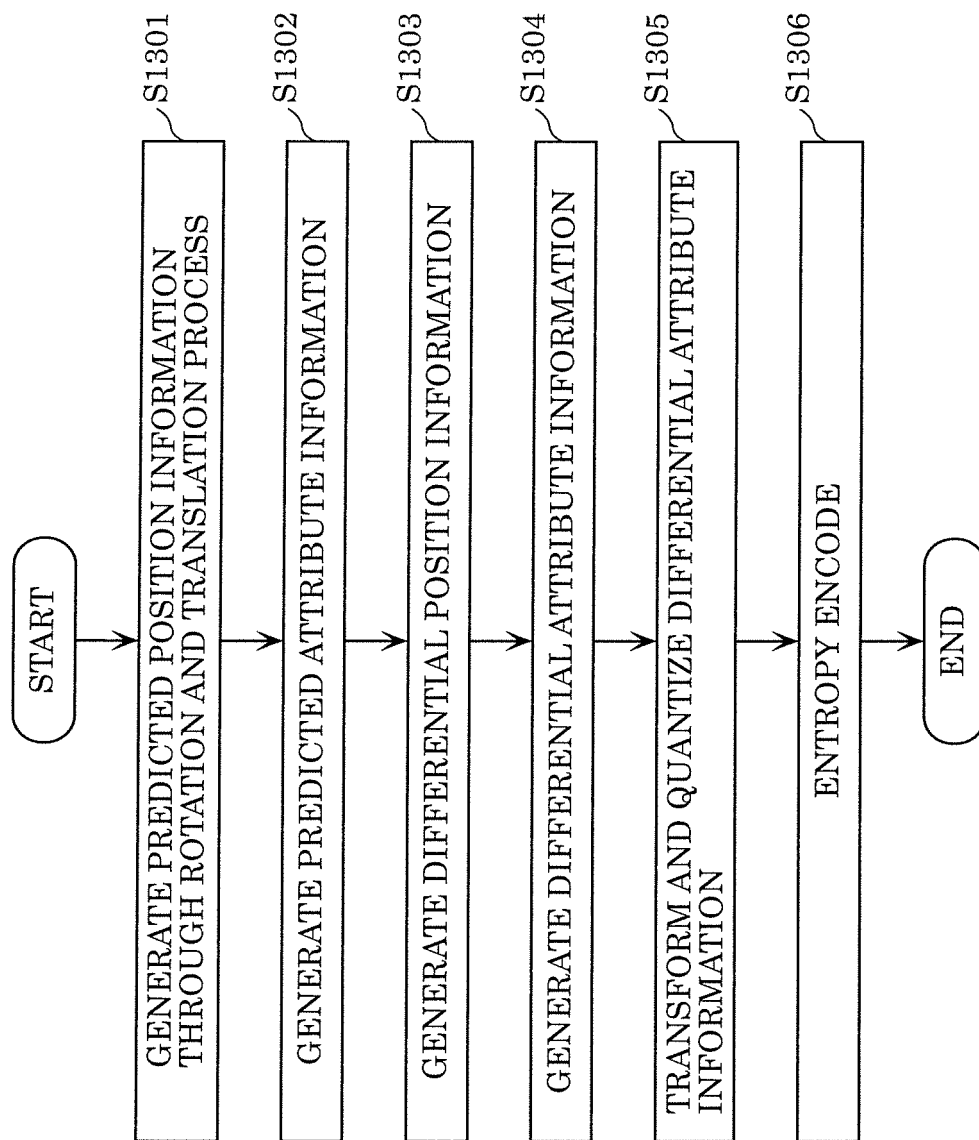 START
GENERATE PREDICTED POSITION INFORMATION
THROUGH ROTATION AND TRANSLATION PROCESS
S1301
GENERATE PREDICTED ATTRIBUTE INFORMATION
S1302
GENERATE DIFFERENTIAL POSITION INFORMATION
S1303
GENERATE DIFFERENTIAL ATTRIBUTE INFORMATION
S1304
TRANSFORM AND QUANTIZE DIFFERENTIAL ATTRIBUTE
INFORMATION
S1305
ENTROPY ENCODE
S1306
END